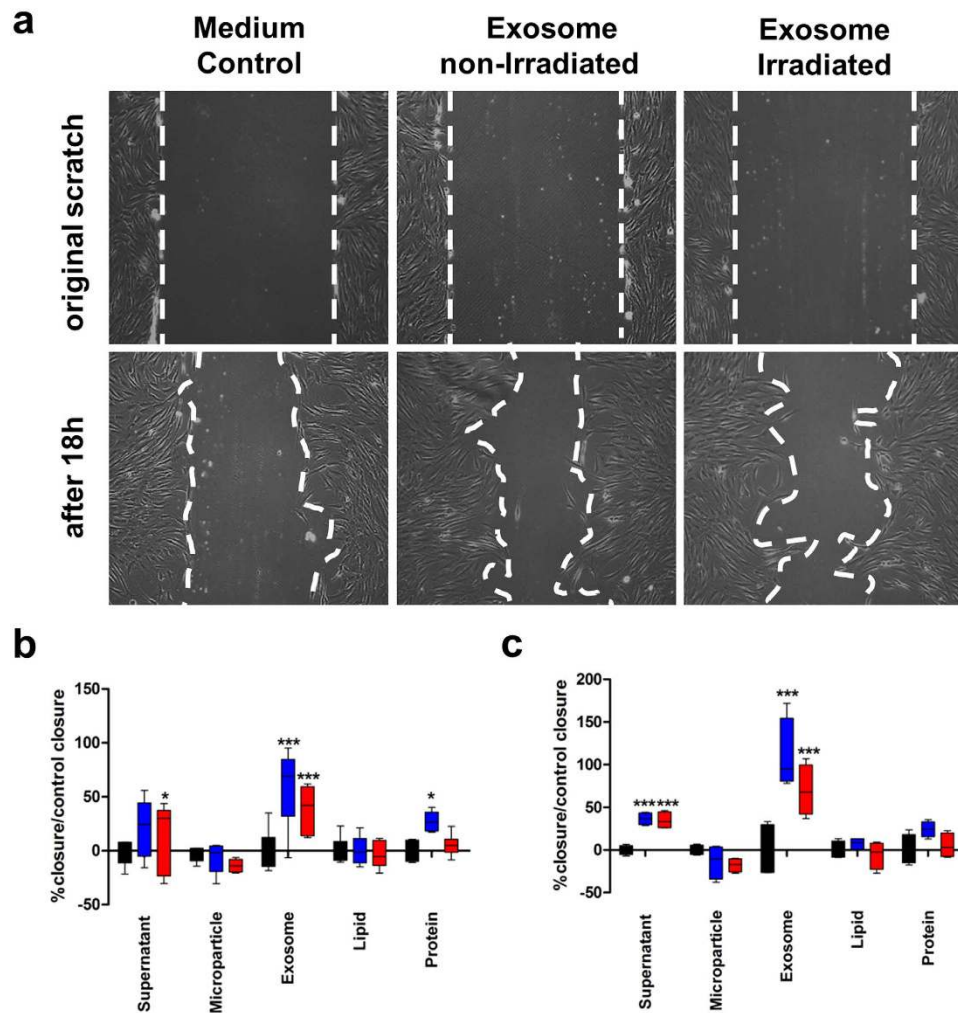 a
Medium
Control
Exosome
non-Irradiated
Exosome
Irradiated
original scratch
after 18h
b
%closure/control closure
150
100
50
0
-50
*
***
***
*
Supernatant
Microparticle
Exosome
Lipid
Protein
c
%closure/control closure
200
150
100
50
0
-50
******
***
***
Supernatant
Microparticle
Exosome
Lipid
Protein